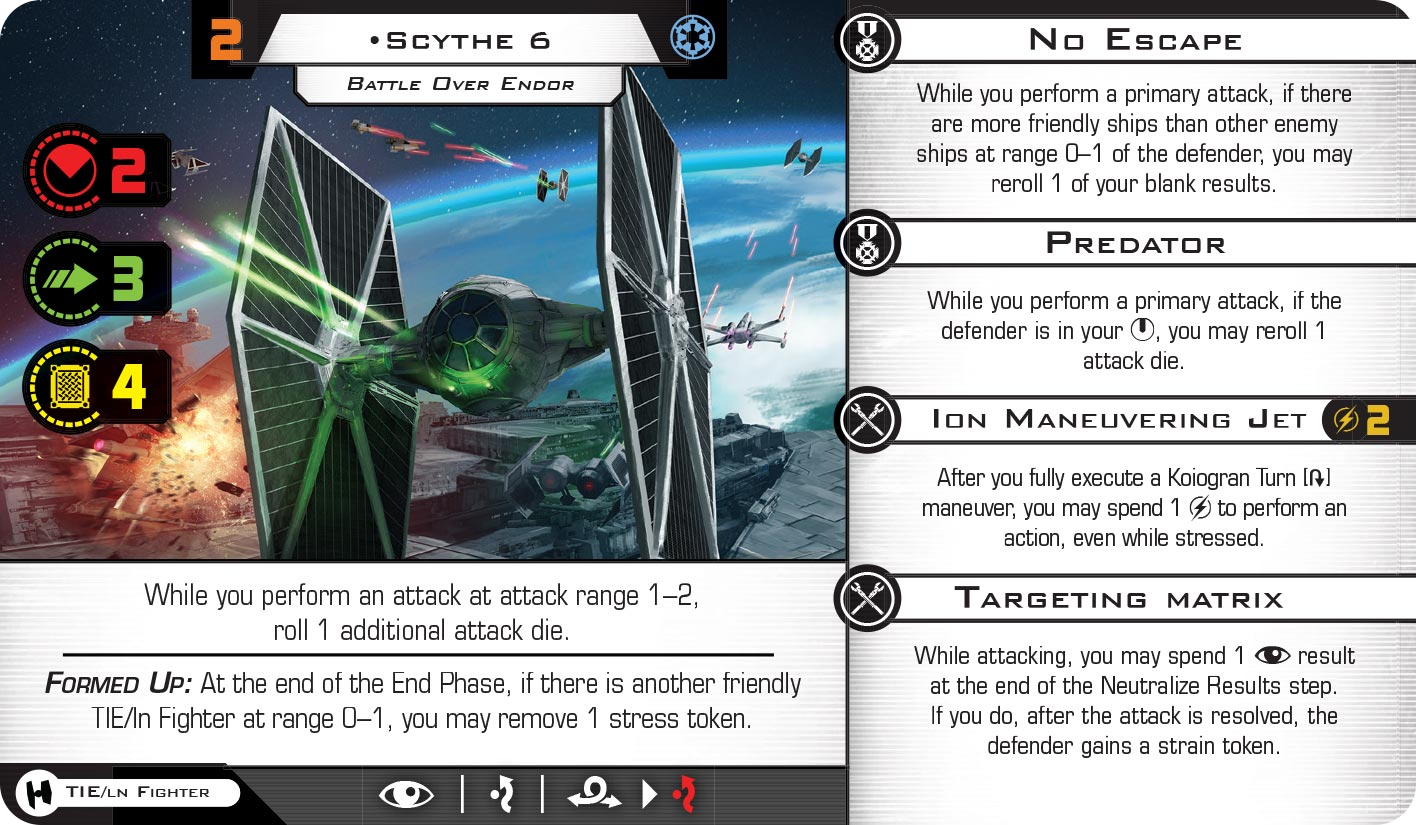 2
•Scythe 6
Battle Over Endor
2
3
4
While you perform an attack at attack range 1–2,
roll 1 additional attack die.
Formed Up: At the end of the End Phase, if there is another friendly
TIE/ln Fighter at range 0–1, you may remove 1 stress token.
TIE/ln Fighter
No Escape
While you perform a primary attack, if there
are more friendly ships than other enemy
ships at range 0–1 of the defender, you may
reroll 1 of your blank results.
Predator
While you perform a primary attack, if the
defender is in your , you may reroll 1
attack die.
Ion Maneuvering Jet 2
After you fully execute a Koiogran Turn []
maneuver, you may spend 1 to perform an
action, even while stressed.
Targeting matrix
While attacking, you may spend 1 result
at the end of the Neutralize Results step.
If you do, after the attack is resolved, the
defender gains a strain token.